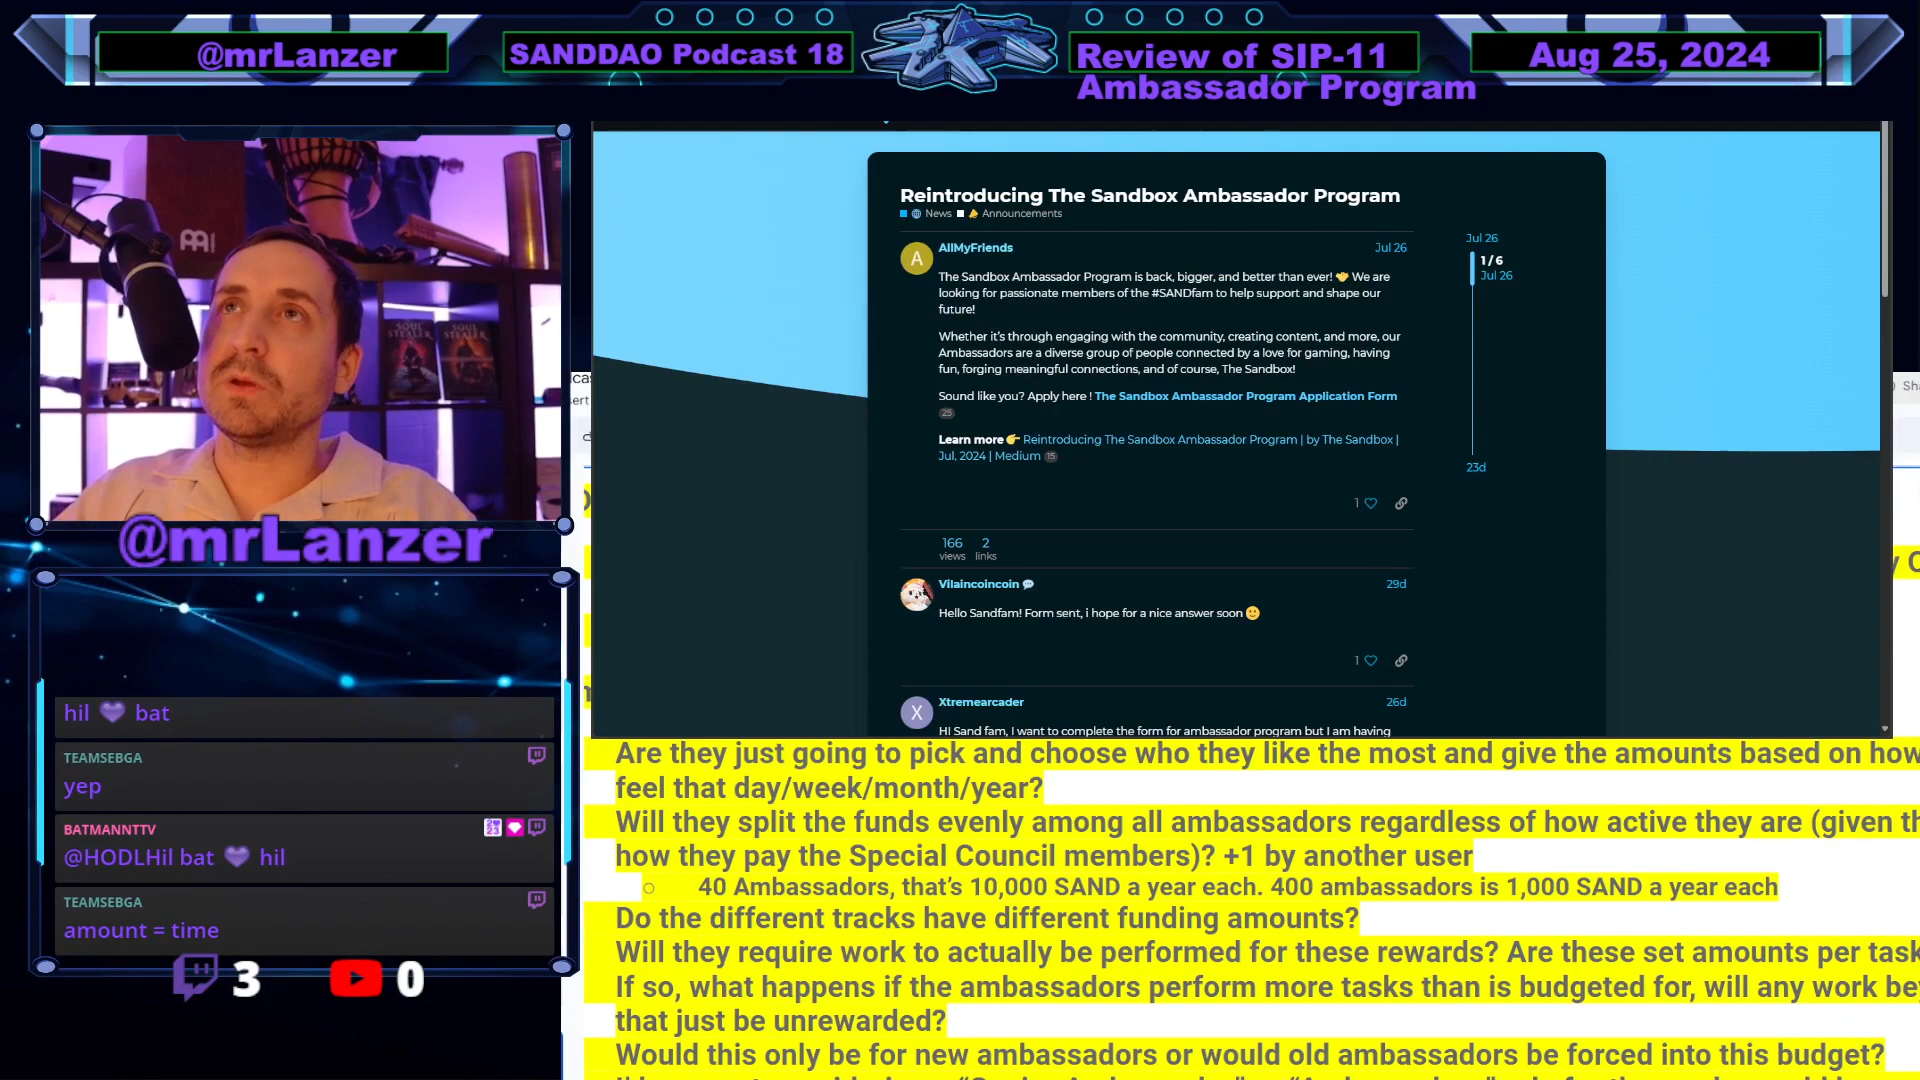 @mrLanzer
SANDDAO Podcast 18
Review of SIP-11
Ambassador Program
Aug 25, 2024
SOUL
STEALER
SOUL
STEALER
@mrLanzer
hil 💜 bat
TEAMSEBGA
yep
BATMANNTTV
@HODLHil bat 💜 hil
TEAMSEBGA
amount = time
3
0
Reintroducing The Sandbox Ambassador Program
News Announcements
A
AllMyFriends
Jul 26
The Sandbox Ambassador Program is back, bigger, and better than ever! We are
looking for passionate members of the #SANDfam to help support and shape our
future!
Whether it's through engaging with the community, creating content, and more, our
Ambassadors are a diverse group of people connected by a love for gaming, having
fun, forging meaningful connections, and of course, The Sandbox!
Sound like you? Apply here ! The Sandbox Ambassador Program Application Form
25
Learn more 👉 Reintroducing The Sandbox Ambassador Program | by The Sandbox |
Jul, 2024 | Medium 15
1
166 2
views links
Jul 26
1 / 6
Jul 26
23d
Vilaincoincoin
29d
Hello Sandfam! Form sent, i hope for a nice answer soon 🙂
1
X
Xtremearcader
26d
HI Sand fam, I want to complete the form for ambassador program but I am having
Are they just going to pick and choose who they like the most and give the amounts based on how
feel that day/week/month/year?
Will they split the funds evenly among all ambassadors regardless of how active they are (given th
how they pay the Special Council members)? +1 by another user
○ 40 Ambassadors, that's 10,000 SAND a year each. 400 ambassadors is 1,000 SAND a year each
Do the different tracks have different funding amounts?
Will they require work to actually be performed for these rewards? Are these set amounts per task
If so, what happens if the ambassadors perform more tasks than is budgeted for, will any work bey
that just be unrewarded?
Would this only be for new ambassadors or would old ambassadors be forced into this budget?